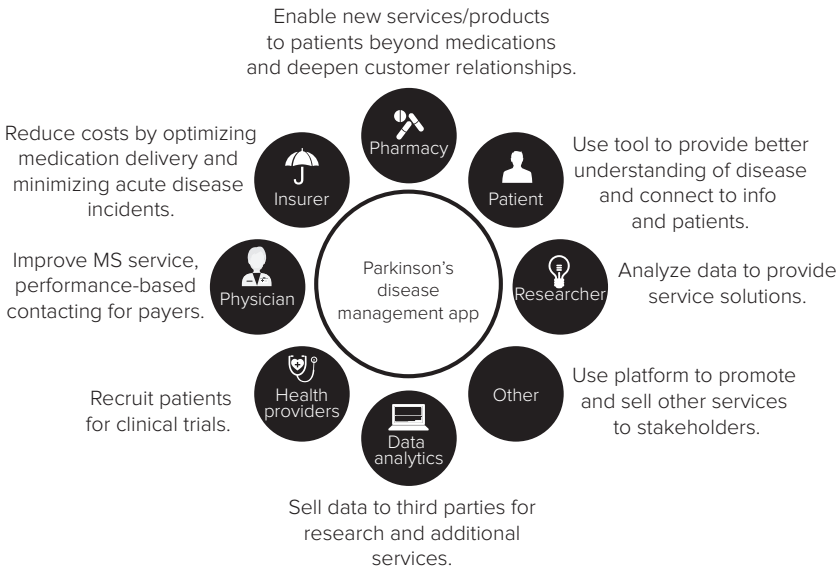 Enable new services/products
to patients beyond medications
and deepen customer relationships.
Pharmacy
Reduce costs by optimizing
medication delivery and
minimizing acute disease
incidents.
Insurer
Patient
Use tool to provide better
understanding of disease
and connect to info
and patients.
Improve MS service,
performance-based
contacting for payers.
Physician
Parkinson’s
disease
management app
Researcher
Analyze data to provide
service solutions.
Recruit patients
for clinical trials.
Health
providers
Other
Use platform to promote
and sell other services
to stakeholders.
Data
analytics
Sell data to third parties for
research and additional
services.